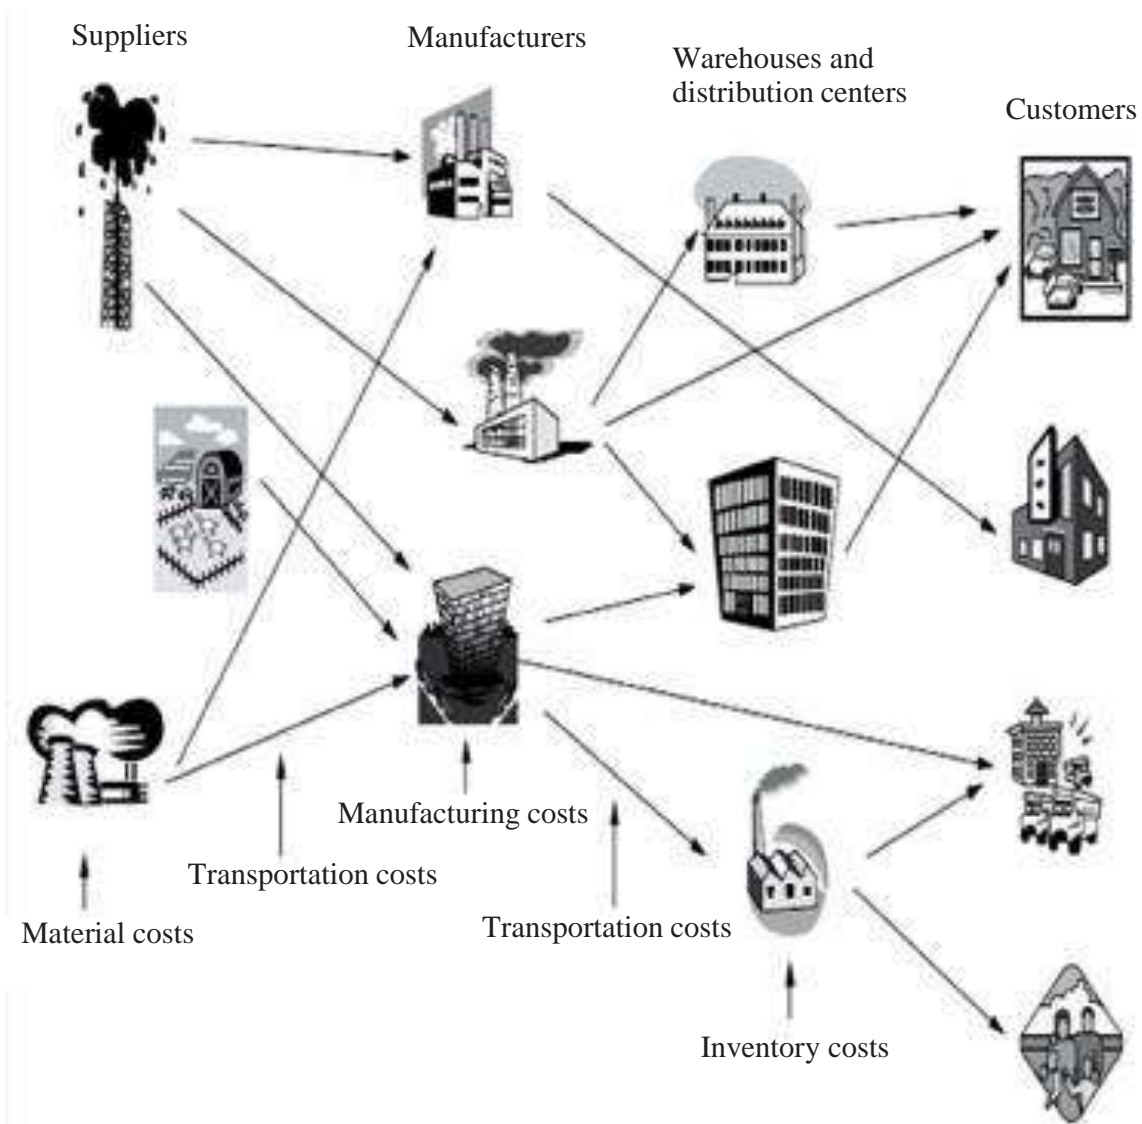 Suppliers
Manufacturers
Warehouses and
distribution centers
Customers
Manufacturing costs
Transportation costs
Transportation costs
Material costs
Inventory costs